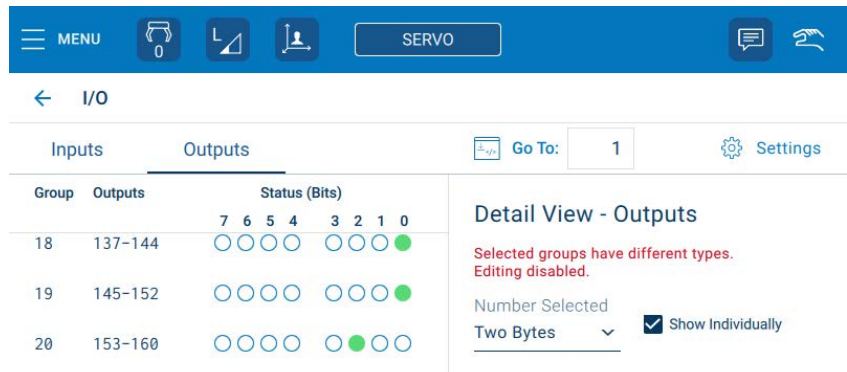 MENU
0
L
SERVO
I/O
Inputs Outputs
Go To: 1
Settings
Group Outputs Status (Bits)
7 6 5 4 3 2 1 0
18 137-144
19 145-152
20 153-160
Detail View - Outputs
Selected groups have different types.
Editing disabled.
Number Selected
Two Bytes
Show Individually